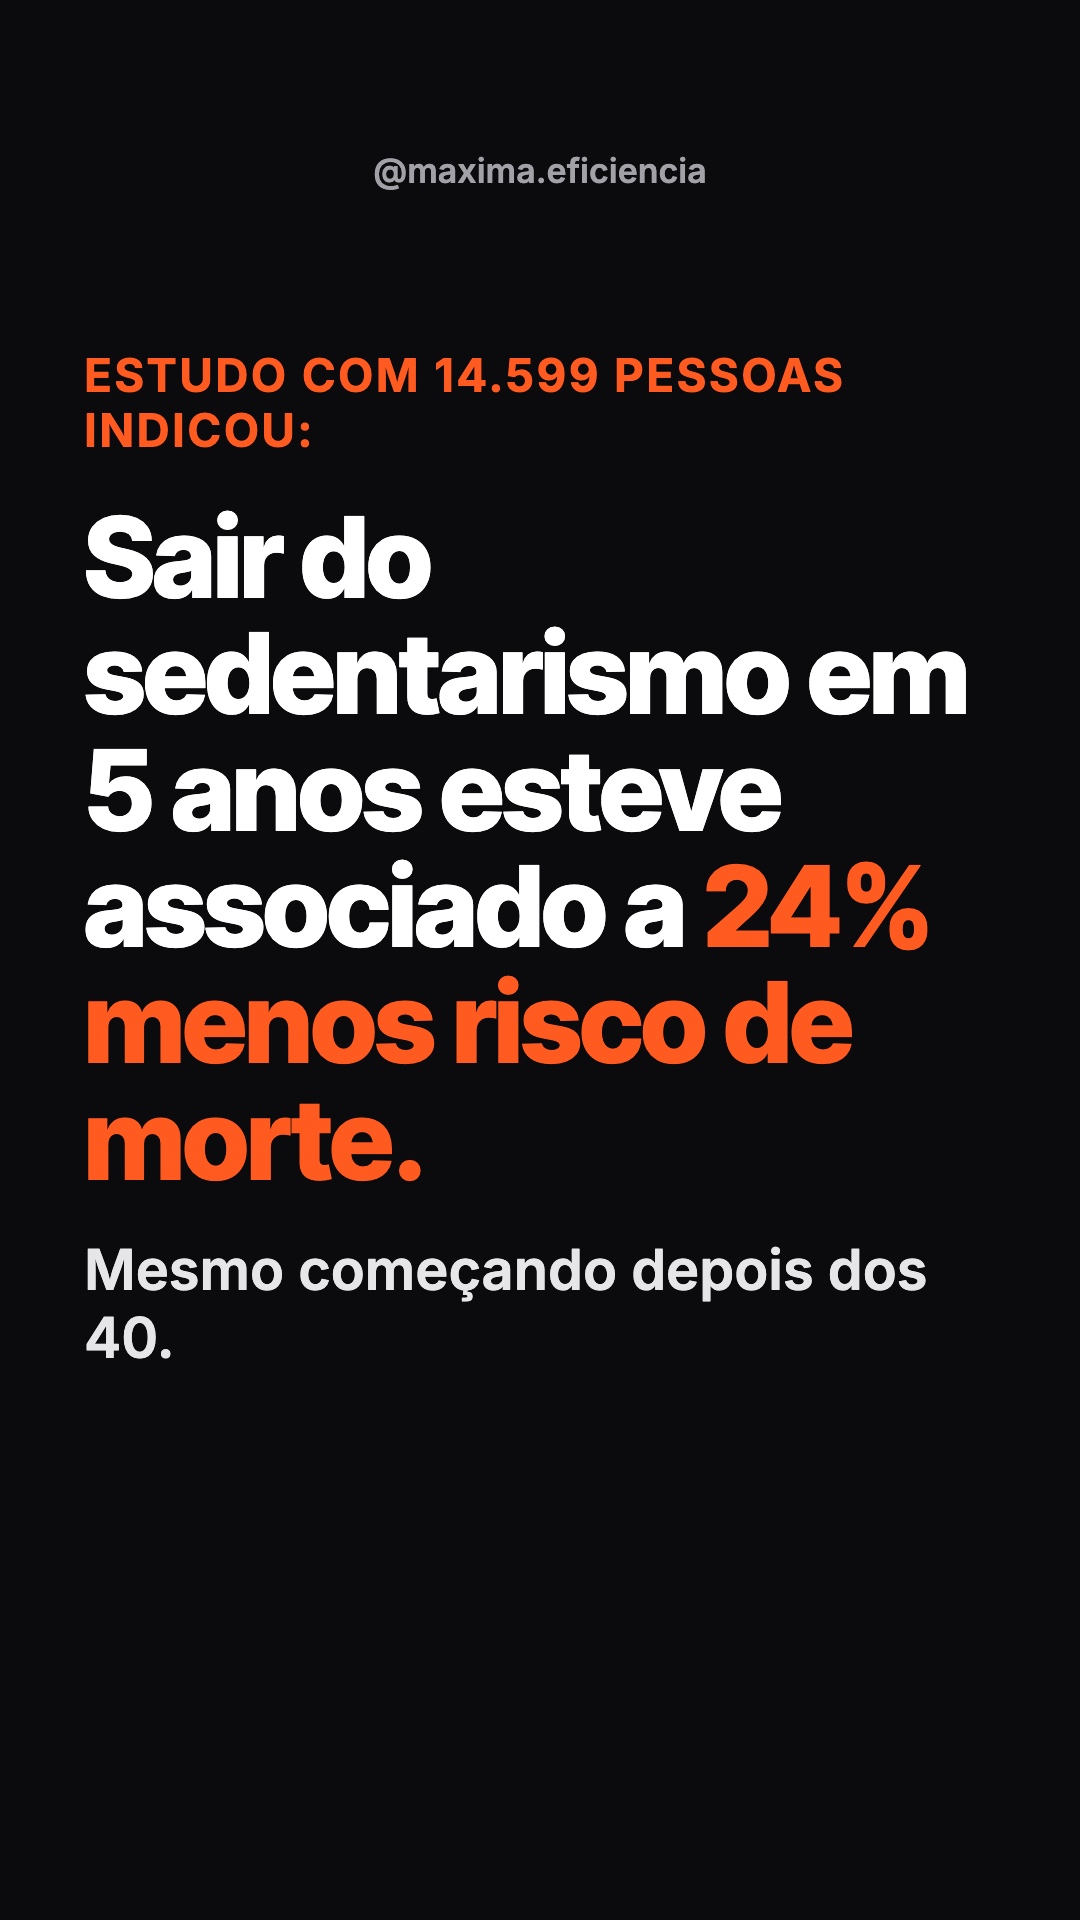 @maxima.eficiencia
ESTUDO COM 14.599 PESSOAS
INDICOU:
Sair do
sedentarismo em
5 anos esteve
associado a 24%
menos risco de
morte.
Mesmo começando depois dos
40.